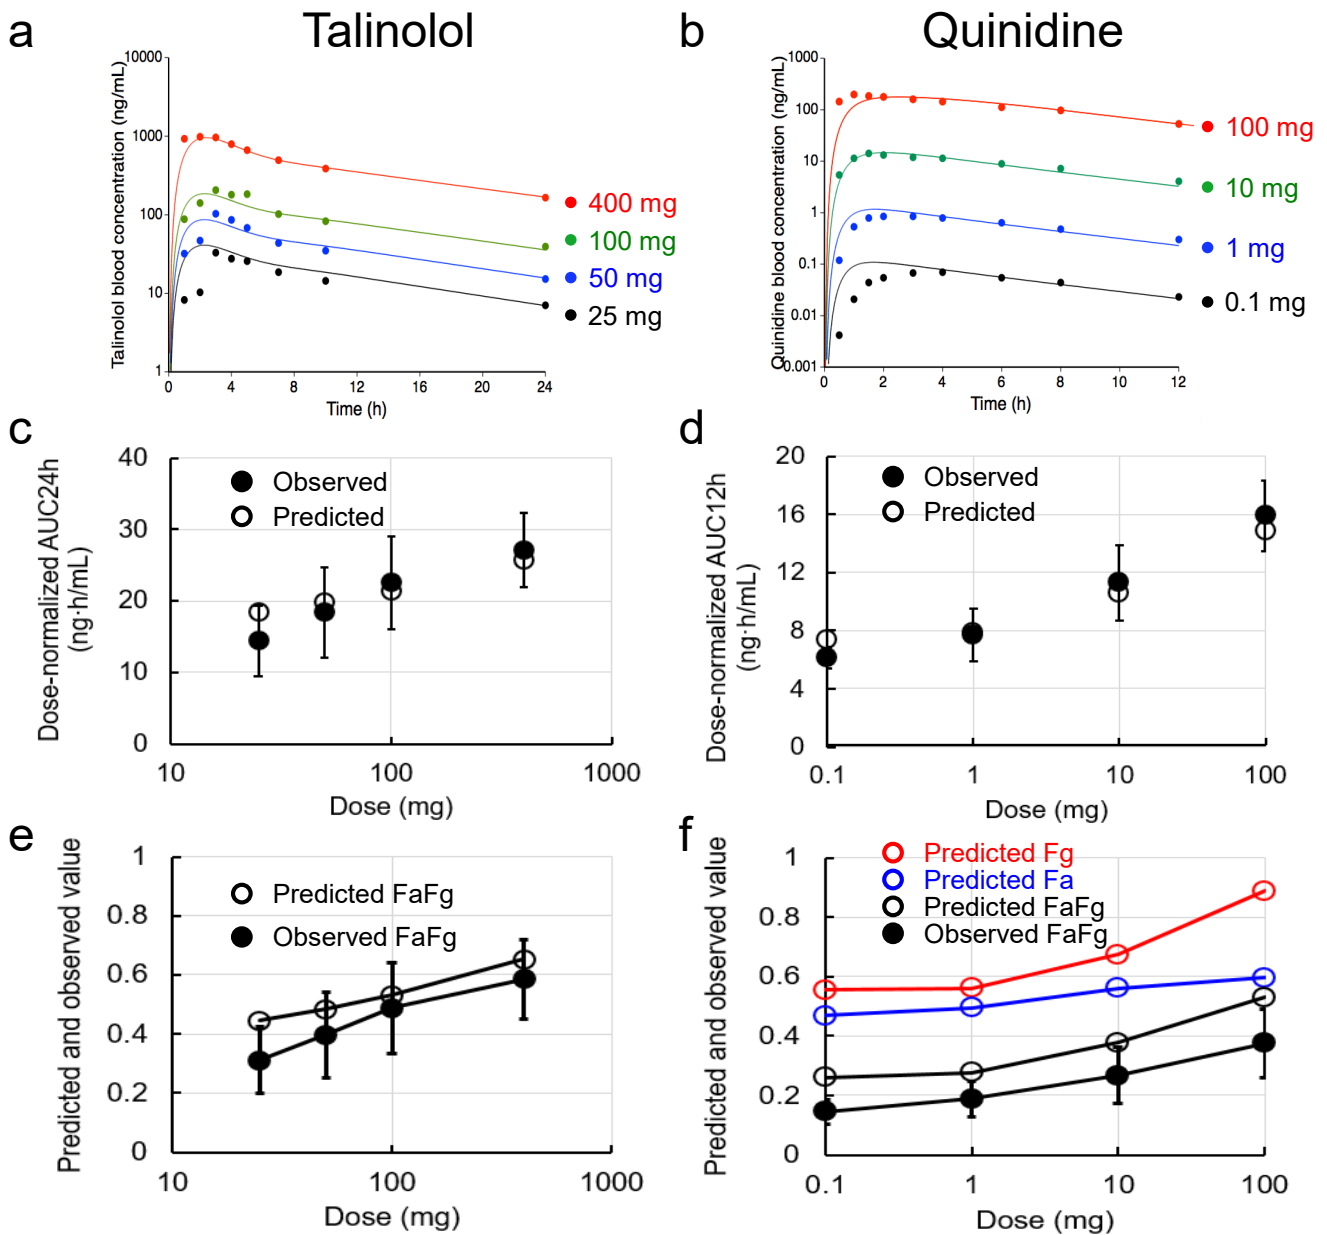 a
Talinolol
b
Quinidine
Talinolol blood concentration (ng/mL)
10000
1000
100
10
1
0
4
8
12
16
20
24
Time (h)
400 mg
100 mg
50 mg
25 mg
Quinidine blood concentration (ng/mL)
1000
100
10
1
0.1
0.01
0.001
0
2
4
6
8
10
12
Time (h)
100 mg
10 mg
1 mg
0.1 mg
c
Dose-normalized AUC24h
(ng·h/mL)
40
30
20
10
0
Observed
Predicted
10
100
1000
Dose (mg)
d
Dose-normalized AUC12h
(ng·h/mL)
20
16
12
8
4
0
Observed
Predicted
0.1
1
10
100
Dose (mg)
e
Predicted and observed value
1
0.8
0.6
0.4
0.2
0
Predicted FaFg
Observed FaFg
10
100
1000
Dose (mg)
f
Predicted and observed value
1
0.8
0.6
0.4
0.2
0
Predicted Fg
Predicted Fa
Predicted FaFg
Observed FaFg
0.1
1
10
100
Dose (mg)